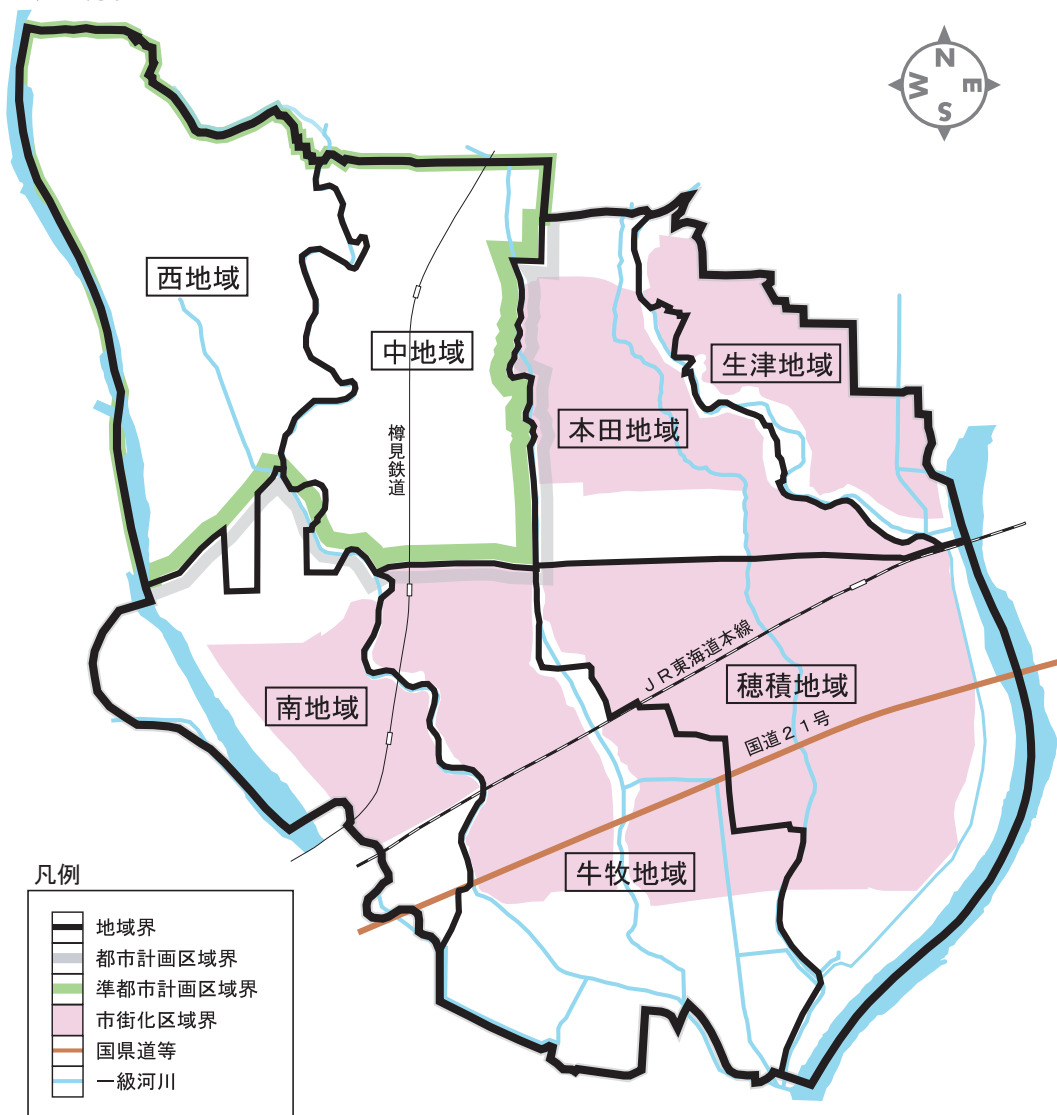 N
W
E
S
西地域
中地域
生津地域
本田地域
樽見鉄道
JR東海道本線
穂積地域
南地域
国道21号
牛牧地域
凡例
地域界
都市計画区域界
準都市計画区域界
市街化区域界
国県道等
一級河川